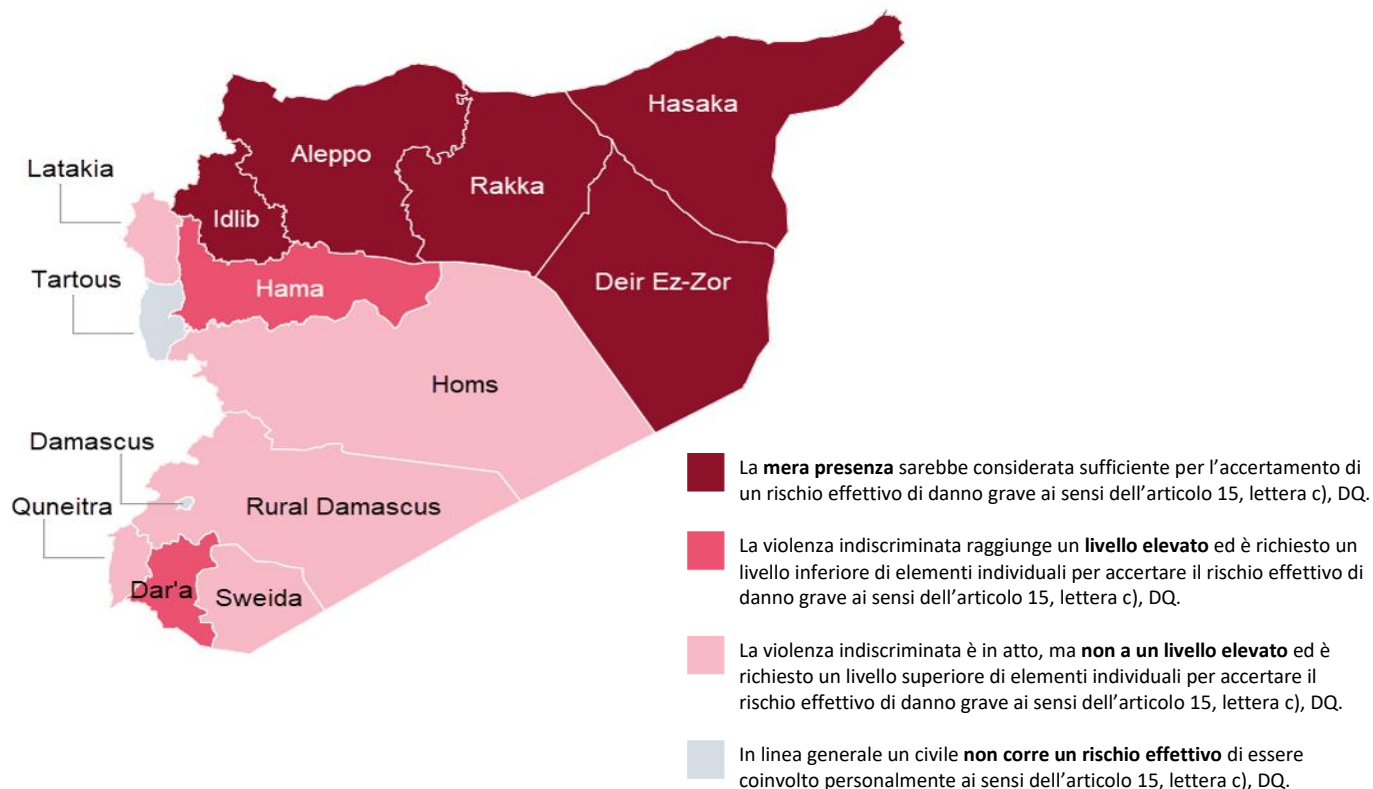 Hasaka
Aleppo
Latakia
Rakka
Idlib
Tartous
Deir Ez-Zor
Hama
Homs
Damascus
Quneitra
Rural Damascus
Dar'a
Sweida
La mera presenza sarebbe considerata sufficiente per l’accertamento di
un rischio effettivo di danno grave ai sensi dell’articolo 15, lettera c), DQ.
La violenza indiscriminata raggiunge un livello elevato ed è richiesto un
livello inferiore di elementi individuali per accertare il rischio effettivo di
danno grave ai sensi dell’articolo 15, lettera c), DQ.
La violenza indiscriminata è in atto, ma non a un livello elevato ed è
richiesto un livello superiore di elementi individuali per accertare il
rischio effettivo di danno grave ai sensi dell’articolo 15, lettera c), DQ.
In linea generale un civile non corre un rischio effettivo di essere
coinvolto personalmente ai sensi dell’articolo 15, lettera c), DQ.